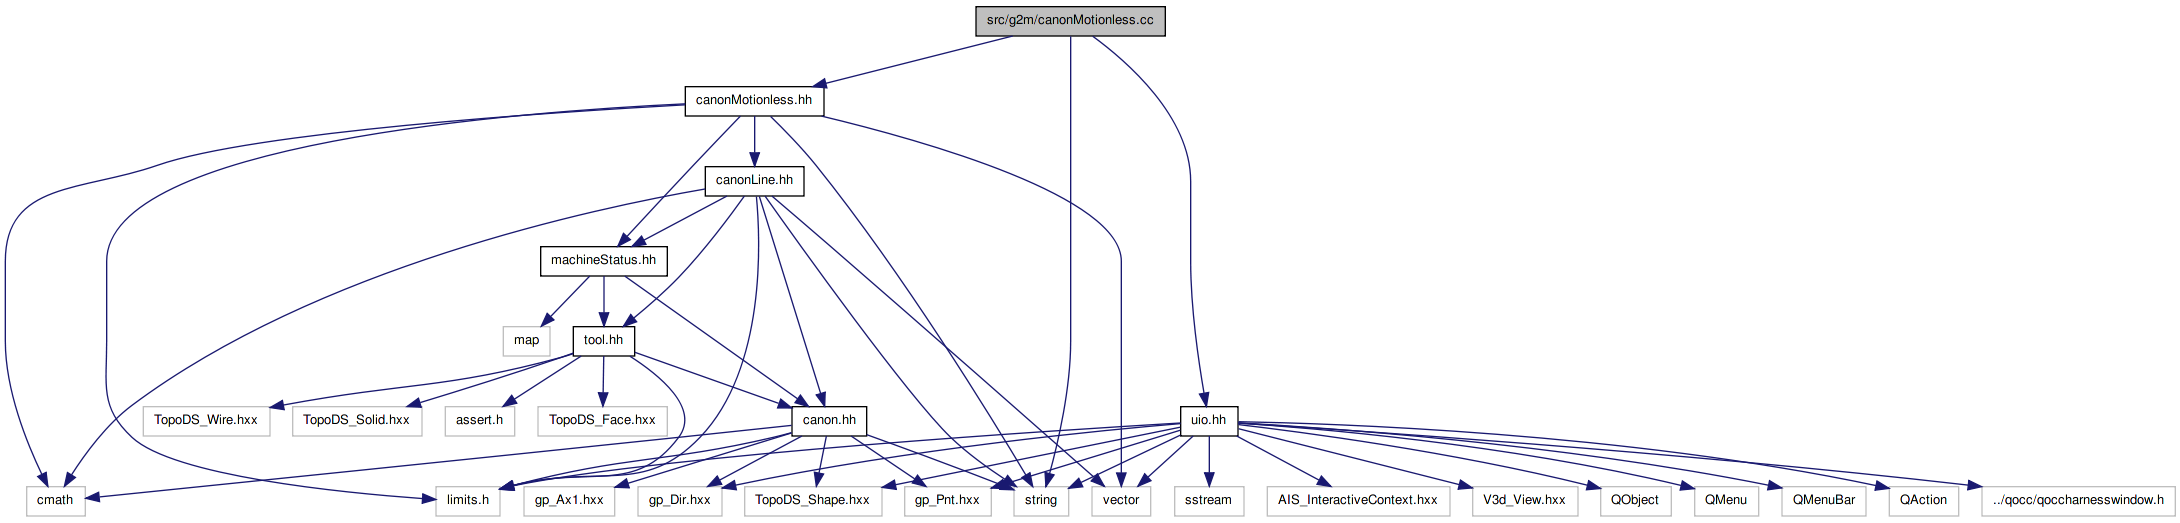 src/g2m/canonMotionless.cc
canonMotionless.hh
canonLine.hh
machineStatus.hh
map
tool.hh
TopoDS_Wire.hxx
TopoDS_Solid.hxx
assert.h
TopoDS_Face.hxx
canon.hh
uio.hh
cmath
limits.h
gp_Ax1.hxx
gp_Dir.hxx
TopoDS_Shape.hxx
gp_Pnt.hxx
string
vector
sstream
AIS_InteractiveContext.hxx
V3d_View.hxx
QObject
QMenu
QMenuBar
QAction
../qocc/qoccharnesswindow.h